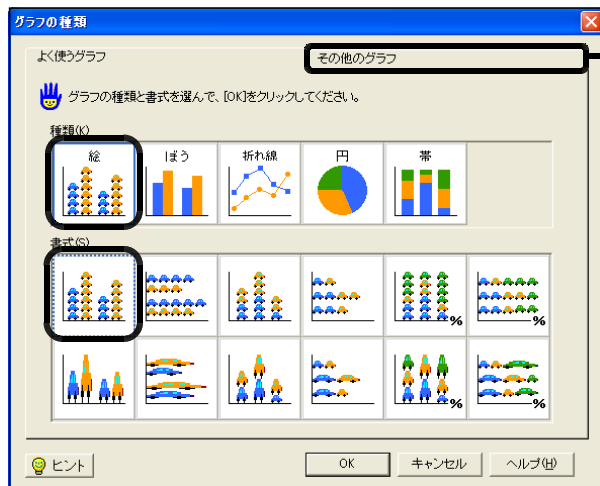 グラフの種類
よく使うグラフ
その他のグラフ
グラフの種類と書式を選んで、[OK]をクリックしてください。
種類(K)
絵 ぼう 折れ線 円 帯
書式(S)
% %
% %
ヒント OK キャンセル ヘルプ(H)